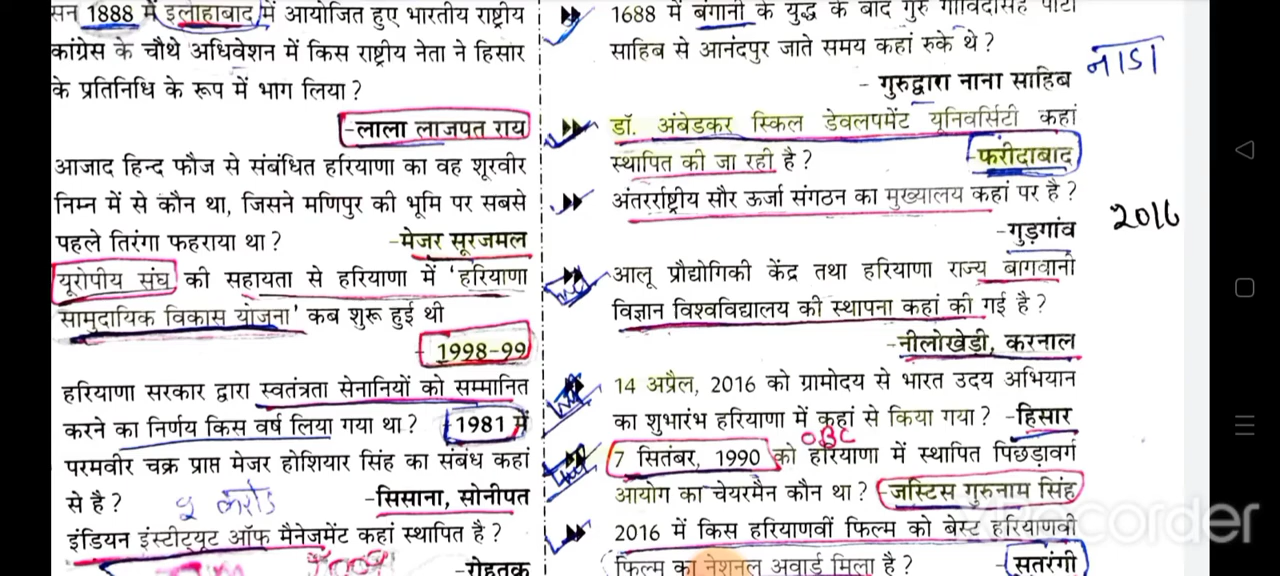 सन 1888 में इलाहाबाद में आयोजित हुए भारतीय राष्ट्रीय
कांग्रेस के चौथे अधिवेशन में किस राष्ट्रीय नेता ने हिसार
के प्रतिनिधि के रूप में भाग लिया ?
-लाला लाजपत राय
आजाद हिन्द फौज से संबंधित हरियाणा का वह शूरवीर
निम्न में से कौन था, जिसने मणिपुर की भूमि पर सबसे
पहले तिरंगा फहराया था ? -मेजर सूरजमल
यूरोपीय संघ की सहायता से हरियाणा में 'हरियाणा
सामुदायिक विकास योजना' कब शुरू हुई थी
- 1998-99
हरियाणा सरकार द्वारा स्वतंत्रता सेनानियों को सम्मानित
करने का निर्णय किस वर्ष लिया गया था ? - 1981 में
परमवीर चक्र प्राप्त मेजर होशियार सिंह का संबंध कहां
से है ? -सिसाना, सोनीपत
इंडियन इंस्टीट्यूट ऑफ मैनेजमेंट कहां स्थापित है ?
-रोहतक
1688 में बंगानी के युद्ध के बाद गुरु गोविंदसिंह पोंटा
साहिब से आनंदपुर जाते समय कहां रुके थे ?
- गुरुद्वारा नाना साहिब
नाडा
डॉ. अंबेडकर स्किल डेवलपमेंट यूनिवर्सिटी कहां
स्थापित की जा रही है ? -फरीदाबाद
अंतरर्राष्ट्रीय सौर ऊर्जा संगठन का मुख्यालय कहां पर है ?
-गुड़गांव
2016
आलू प्रौद्योगिकी केंद्र तथा हरियाणा राज्य बागवानी
विज्ञान विश्वविद्यालय की स्थापना कहां की गई है ?
-नीलोखेडी, करनाल
14 अप्रैल, 2016 को ग्रामोदय से भारत उदय अभियान
का शुभारंभ हरियाणा में कहां से किया गया ? -हिसार
OBC
7 सितंबर, 1990 को हरियाणा में स्थापित पिछड़ावर्ग
आयोग का चेयरमैन कौन था ? -जस्टिस गुरुनाम सिंह
2016 में किस हरियाणवीं फिल्म को बेस्ट हरियाणवी
फिल्म का नेशनल अवार्ड मिला है ? -सतरंगी
XRecorder